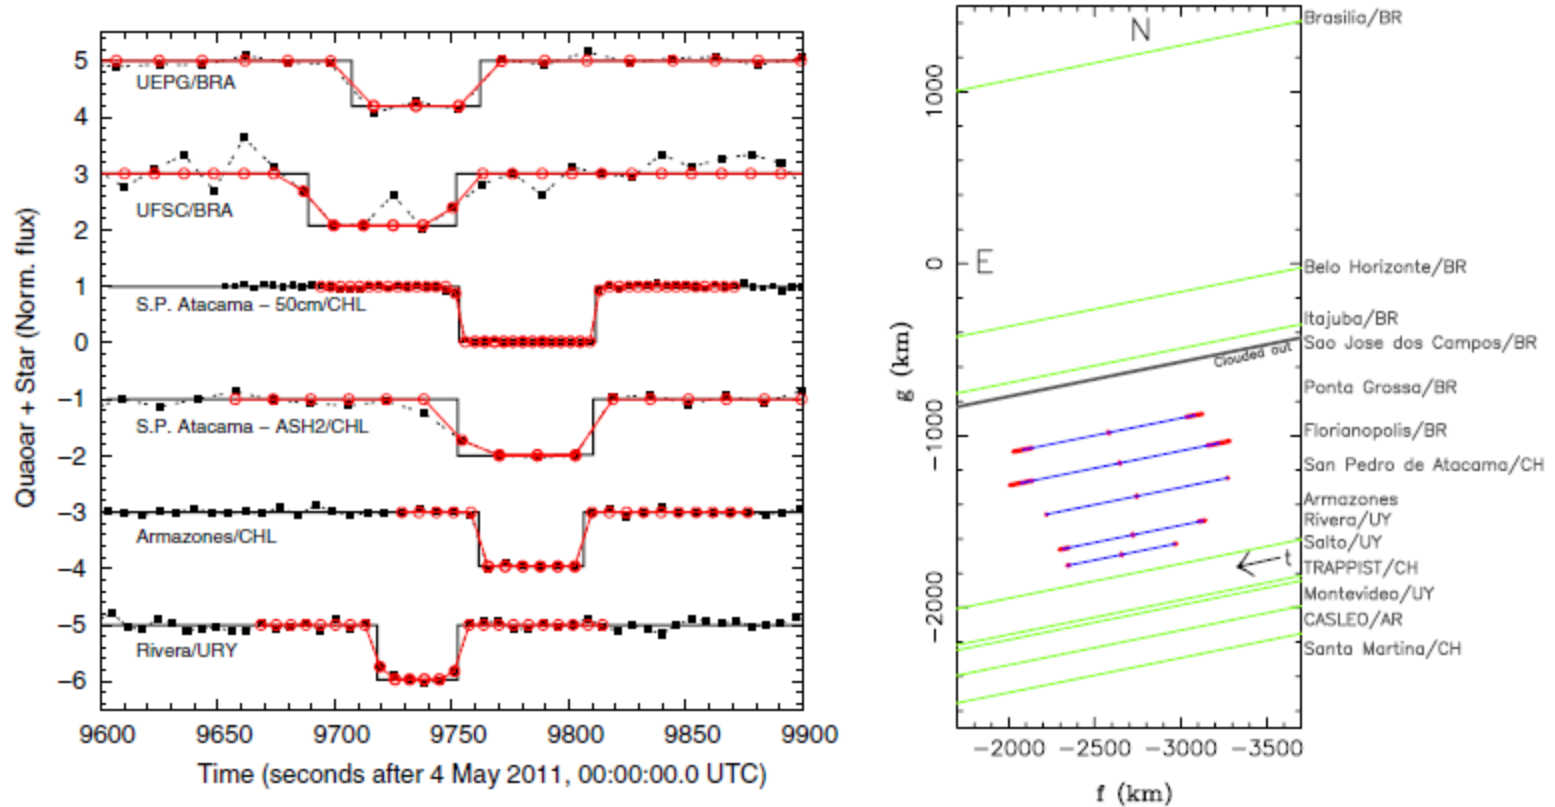 Quaoar + Star (Norm. flux)
5
UEPG/BRA
4
3
UFSC/BRA
2
1
S.P. Atacama – 50cm/CHL
0
−1
S.P. Atacama – ASH2/CHL
−2
−3
Armazones/CHL
−4
−5
Rivera/URY
−6
9600 9650 9700 9750 9800 9850 9900
Time (seconds after 4 May 2011, 00:00:00.0 UTC)
g (km)
N
E
1000
0
−1000
−2000
Brasilia/BR
Belo Horizonte/BR
Itajuba/BR
Sao Jose dos Campos/BR
Clouded out
Ponta Grossa/BR
Florianopolis/BR
San Pedro de Atacama/CH
Armazones
Rivera/UY
Salto/UY
t
TRAPPIST/CH
Montevideo/UY
CASLEO/AR
Santa Martina/CH
−2000 −2500 −3000 −3500
f (km)